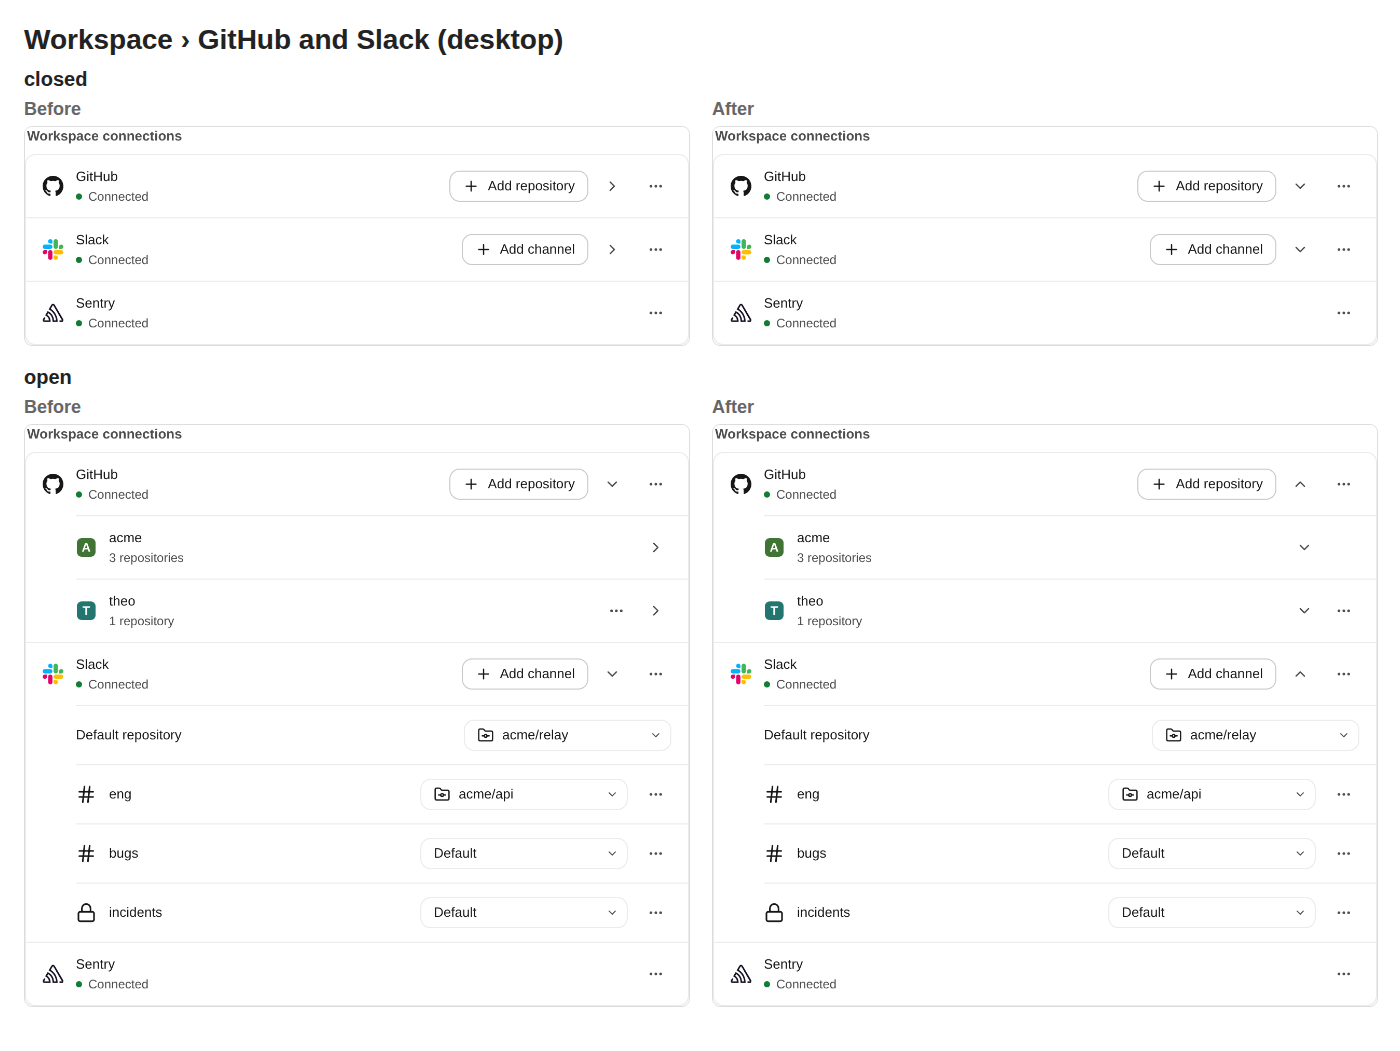 Workspace › GitHub and Slack (desktop)
closed
Before
Workspace connections
GitHub
Connected
Add repository
Slack
Connected
Add channel
Sentry
Connected
After
Workspace connections
GitHub
Connected
Add repository
Slack
Connected
Add channel
Sentry
Connected
open
Before
Workspace connections
GitHub
Connected
Add repository
A
acme
3 repositories
T
theo
1 repository
Slack
Connected
Add channel
Default repository
acme/relay
eng
acme/api
bugs
Default
incidents
Default
Sentry
Connected
After
Workspace connections
GitHub
Connected
Add repository
A
acme
3 repositories
T
theo
1 repository
Slack
Connected
Add channel
Default repository
acme/relay
eng
acme/api
bugs
Default
incidents
Default
Sentry
Connected